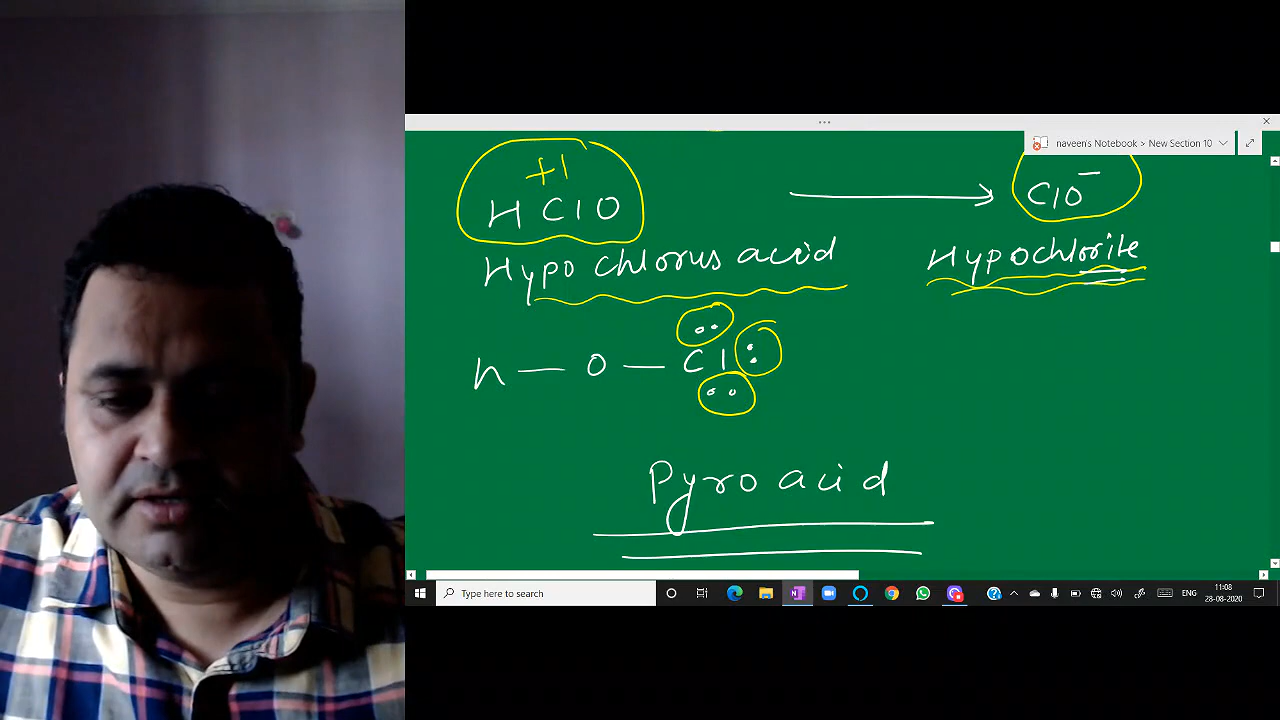 naveen's Notebook > New Section 10
+1
HClO ⟶ ClO⁻
Hypo chlorus acid Hypochlorite
H — O — Cl
Pyro acid
Type here to search
ENG
11:08
28-08-2020